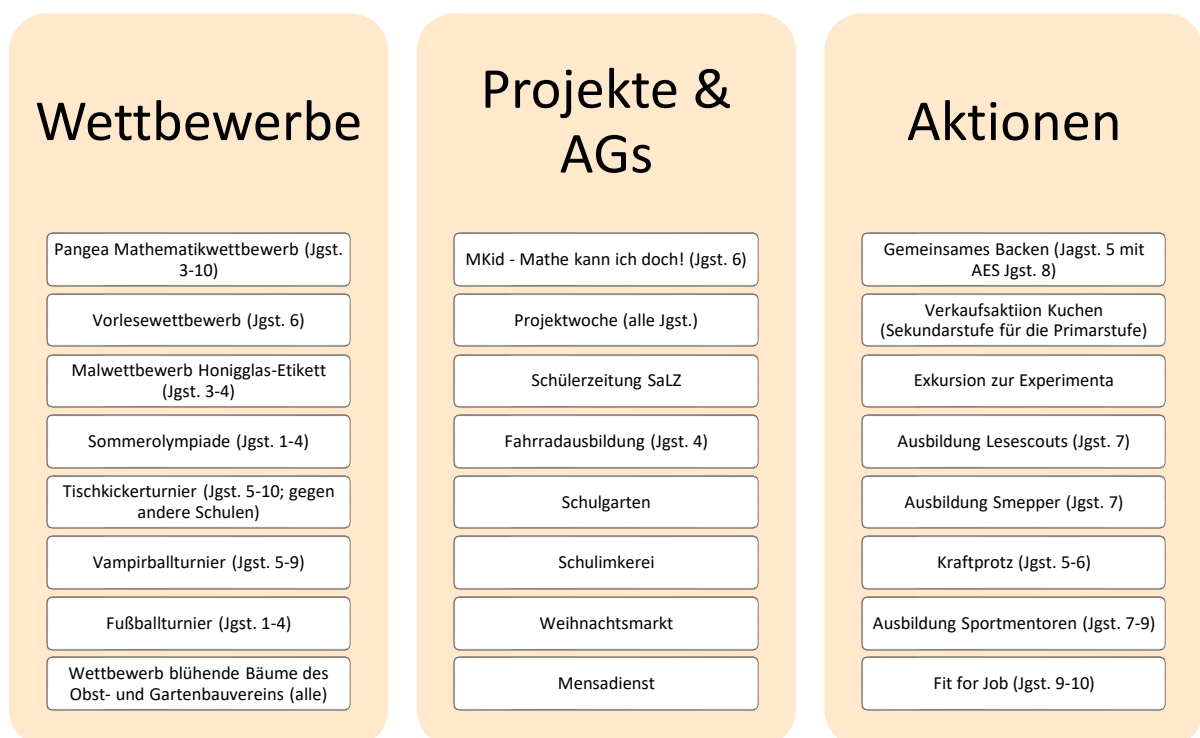 Wettbewerbe
Pangea Mathematikwettbewerb (Jgst.
3-10)
Vorlesewettbewerb (Jgst. 6)
Malwettbewerb Honigglas-Etikett
(Jgst. 3-4)
Sommerolympiade (Jgst. 1-4)
Tischkickerturnier (Jgst. 5-10; gegen
andere Schulen)
Vampirballturnier (Jgst. 5-9)
Fußballturnier (Jgst. 1-4)
Wettbewerb blühende Bäume des
Obst- und Gartenbauvereins (alle)
Projekte &
AGs
MKid - Mathe kann ich doch! (Jgst. 6)
Projektwoche (alle Jgst.)
Schülerzeitung SaLZ
Fahrradausbildung (Jgst. 4)
Schulgarten
Schulimkerei
Weihnachtsmarkt
Mensadienst
Aktionen
Gemeinsames Backen (Jagst. 5 mit
AES Jgst. 8)
Verkaufsaktiion Kuchen
(Sekundarstufe für die Primarstufe)
Exkursion zur Experimenta
Ausbildung Lesescouts (Jgst. 7)
Ausbildung Smepper (Jgst. 7)
Kraftprotz (Jgst. 5-6)
Ausbildung Sportmentoren (Jgst. 7-9)
Fit for Job (Jgst. 9-10)